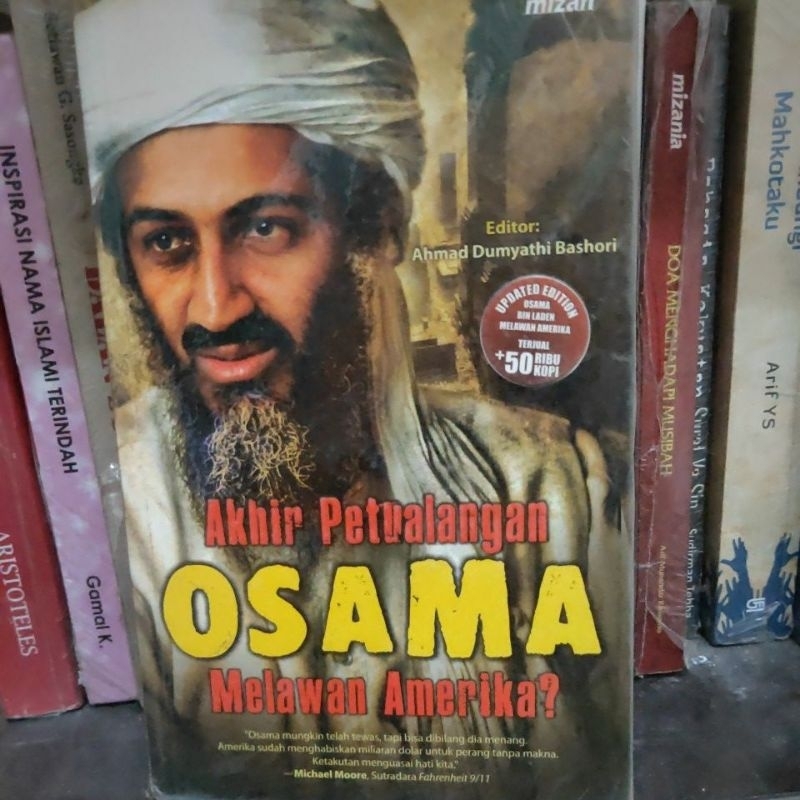 mizan
Editor:
Ahmad Dumyathi Bashori
UPDATED EDITION
OSAMA
BIN LADEN
MELAWAN AMERIKA
TERJUAL
+50 RIBU
KOPI
Akhir Petualangan
OSAMA
Melawan Amerika?
"Osama mungkin telah tewas, tapi bisa dibilang dia menang.
Amerika sudah menghabiskan miliaran dolar untuk perang tanpa makna.
Ketakutan menguasai hati kita."
—Michael Moore, Sutradara Fahrenheit 9/11
ARISTOTELES
INSPIRASI NAMA ISLAMI TERINDAH
Gamal K.
mizania
DOA MENGHADAPI MUSIBAH
Sudirman Tebba
Mahkotaku
Arif YS